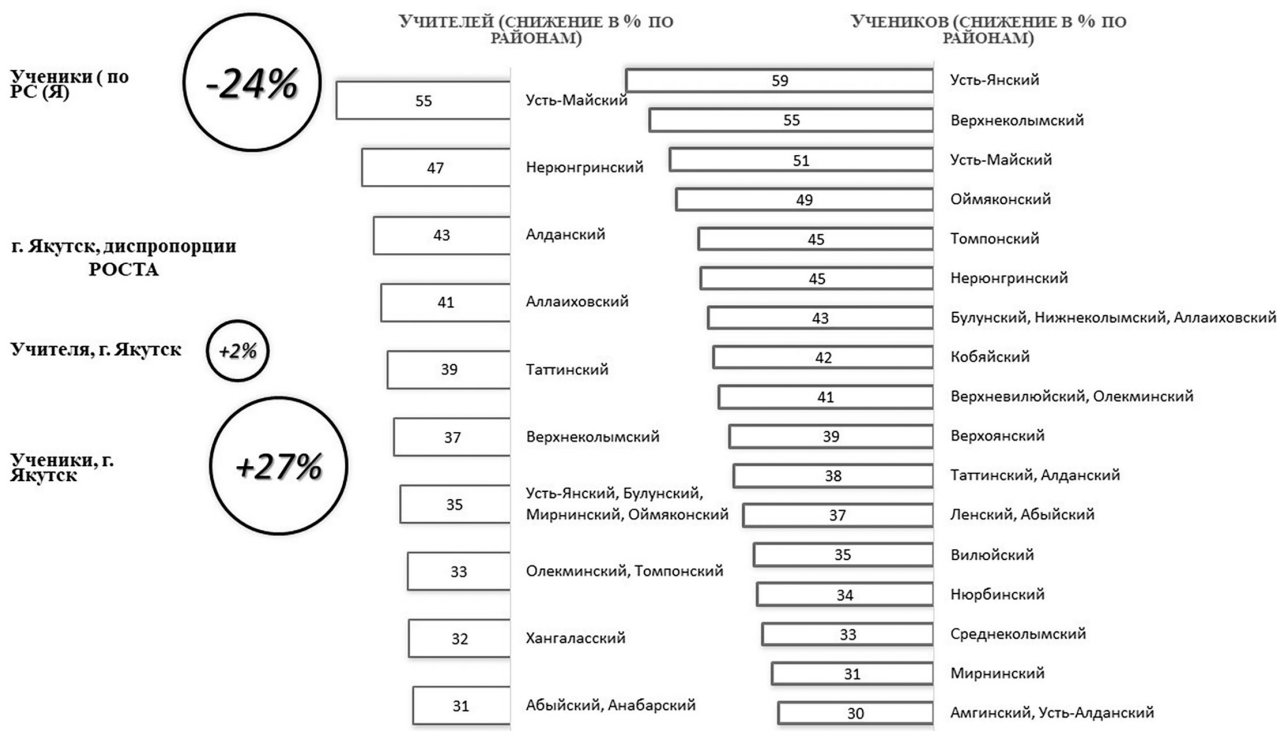 Ученики ( по
РС (Я)
-24%
г. Якутск, диспропорции
РОСТА
Учителя, г. Якутск
+2%
Ученики, г.
Якутск
+27%
УЧИТЕЛЕЙ (СНИЖЕНИЕ В % ПО
РАЙОНАМ)
55 Усть-Майский
47 Нерюнгринский
43 Алданский
41 Аллаиховский
39 Таттинский
37 Верхнеколымский
35 Усть-Янский, Булунский,
Мирнинский, Оймяконский
33 Олекминский, Томпонский
32 Хангаласский
31 Абыйский, Анабарский
УЧЕНИКОВ (СНИЖЕНИЕ В % ПО
РАЙОНАМ)
59 Усть-Янский
55 Верхнеколымский
51 Усть-Майский
49 Оймяконский
45 Томпонский
45 Нерюнгринский
43 Булунский, Нижнеколымский, Аллаиховский
42 Кобяйский
41 Верхневилюйский, Олекминский
39 Верхоянский
38 Таттинский, Алданский
37 Ленский, Абыйский
35 Вилюйский
34 Нюрбинский
33 Среднеколымский
31 Мирнинский
30 Амгинский, Усть-Алданский